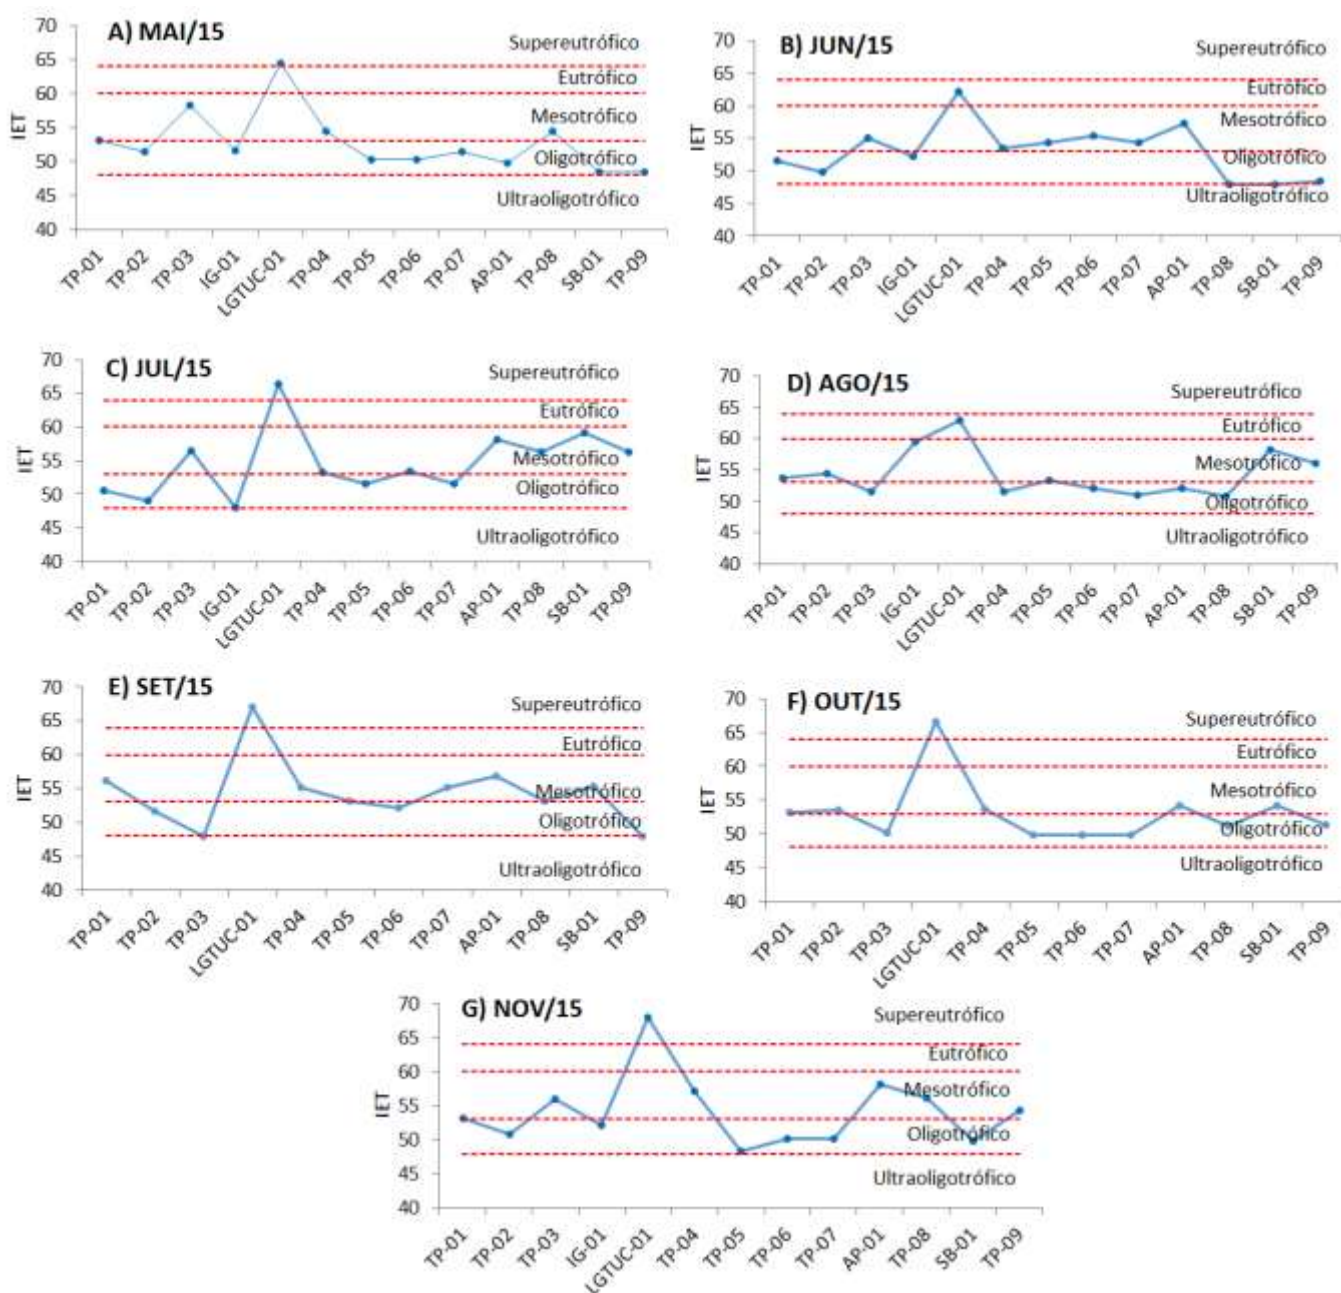 A) MAI/15
IET
70
65
60
55
50
45
40
Supereutrófico
Eutrófico
Mesotrófico
Oligotrófico
Ultraoligotrófico
TP-01 TP-02 TP-03 IG-01 LGTUC-01 TP-04 TP-05 TP-06 TP-07 AP-01 TP-08 SB-01 TP-09
B) JUN/15
IET
70
65
60
55
50
45
40
Supereutrófico
Eutrófico
Mesotrófico
Oligotrófico
Ultraoligotrófico
TP-01 TP-02 TP-03 IG-01 LGTUC-01 TP-04 TP-05 TP-06 TP-07 AP-01 TP-08 SB-01 TP-09
C) JUL/15
IET
70
65
60
55
50
45
40
Supereutrófico
Eutrófico
Mesotrófico
Oligotrófico
Ultraoligotrófico
TP-01 TP-02 TP-03 IG-01 LGTUC-01 TP-04 TP-05 TP-06 TP-07 AP-01 TP-08 SB-01 TP-09
D) AGO/15
IET
70
65
60
55
50
45
40
Supereutrófico
Eutrófico
Mesotrófico
Oligotrófico
Ultraoligotrófico
TP-01 TP-02 TP-03 IG-01 LGTUC-01 TP-04 TP-05 TP-06 TP-07 AP-01 TP-08 SB-01 TP-09
E) SET/15
IET
70
65
60
55
50
45
40
Supereutrófico
Eutrófico
Mesotrófico
Oligotrófico
Ultraoligotrófico
TP-01 TP-02 TP-03 LGTUC-01 TP-04 TP-05 TP-06 TP-07 AP-01 TP-08 SB-01 TP-09
F) OUT/15
IET
70
65
60
55
50
45
40
Supereutrófico
Eutrófico
Mesotrófico
Oligotrófico
Ultraoligotrófico
TP-01 TP-02 TP-03 LGTUC-01 TP-04 TP-05 TP-06 TP-07 AP-01 TP-08 SB-01 TP-09
G) NOV/15
IET
70
65
60
55
50
45
40
Supereutrófico
Eutrófico
Mesotrófico
Oligotrófico
Ultraoligotrófico
TP-01 TP-02 TP-03 IG-01 LGTUC-01 TP-04 TP-05 TP-06 TP-07 AP-01 TP-08 SB-01 TP-09